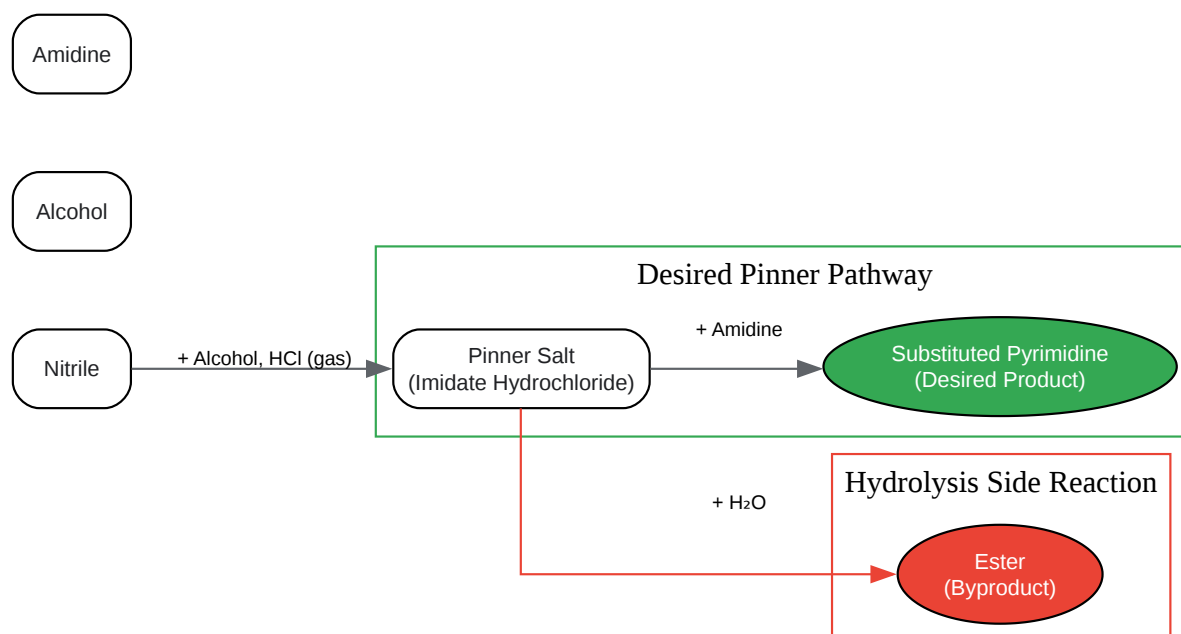 Amidine
Alcohol
Desired Pinner Pathway
+ Amidine
Nitrile
+ Alcohol, HCl (gas)
Pinner Salt
(Imidate Hydrochloride)
Substituted Pyrimidine
(Desired Product)
Hydrolysis Side Reaction
+ H₂O
Ester
(Byproduct)